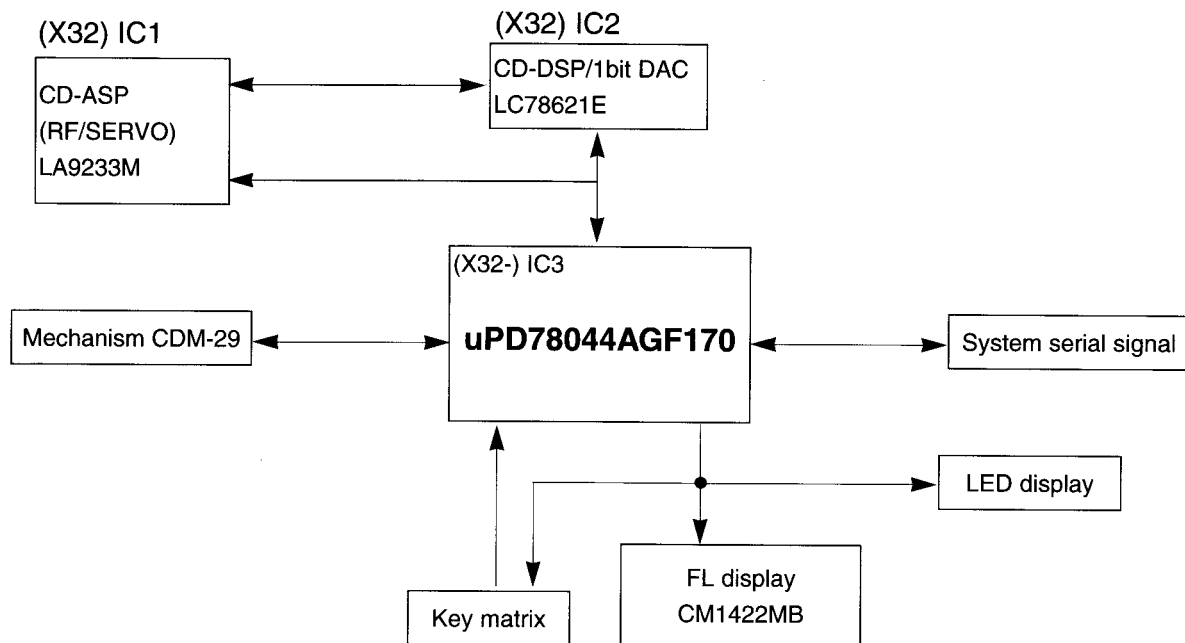 (X32) IC1
(X32) IC2
CD-ASP
(RF/SERVO)
LA9233M
CD-DSP/1bit DAC
LC78621E
(X32-) IC3
uPD78044AGF170
Mechanism CDM-29
System serial signal
LED display
FL display
CM1422MB
Key matrix